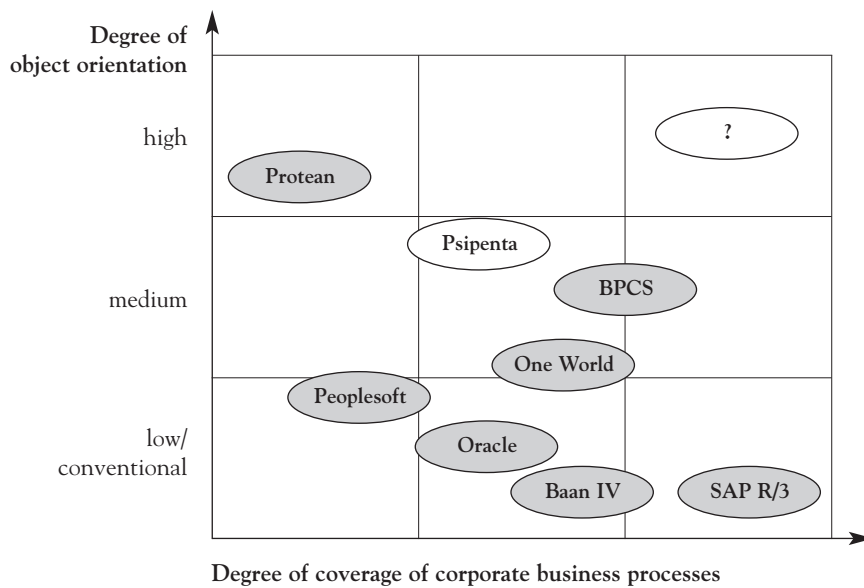 Degree of
object orientation
high
?
Protean
Psipenta
medium
BPCS
One World
Peoplesoft
low/
conventional
Oracle
Baan IV
SAP R/3
Degree of coverage of corporate business processes